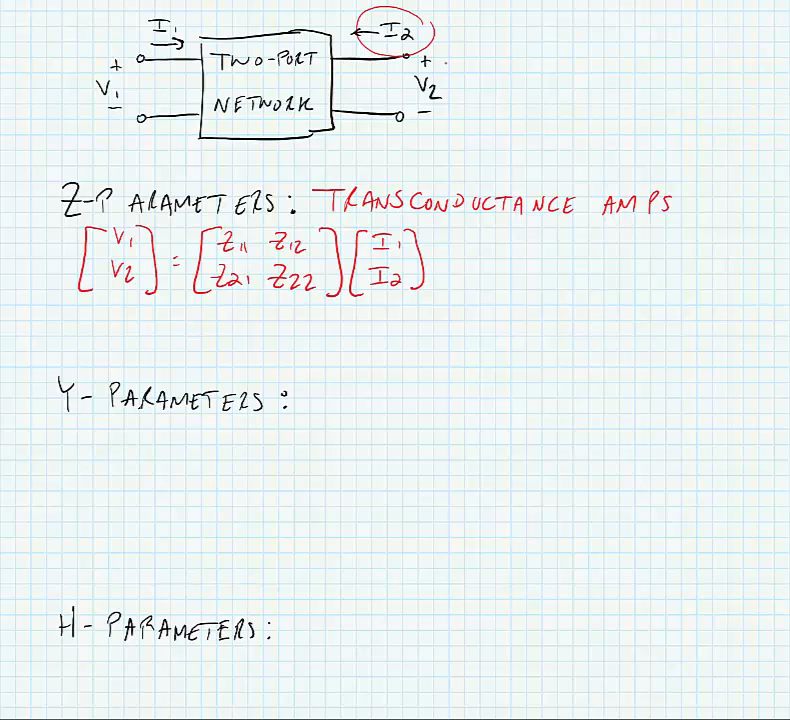 I₁ I₂
+ TWO-PORT +
V₁ V₂
− NETWORK −
Z-PARAMETERS: TRANSCONDUCTANCE AMPS
[V₁ V₂] = [Z₁₁ Z₁₂ Z₂₁ Z₂₂] [I₁ I₂]
Y-PARAMETERS:
H-PARAMETERS: